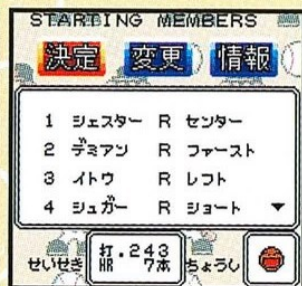 STARTING MEMBERS
決定 変更 情報
1 シェスター R センター
2 デミアン R ファースト
3 イトウ R レフト
4 シュガー R ショート ▼
せいせき 打.243 ちょうし
HR 7本